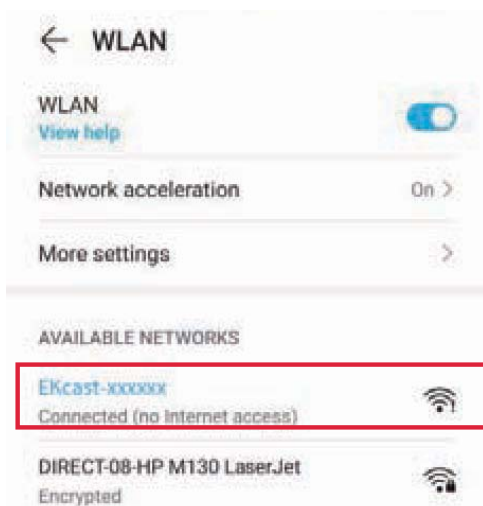 WLAN
WLAN
View help
Network acceleration On
More settings
AVAILABLE NETWORKS
EKcast-xxxxxx
Connected (no Internet access)
DIRECT-08-HP M130 LaserJet
Encrypted